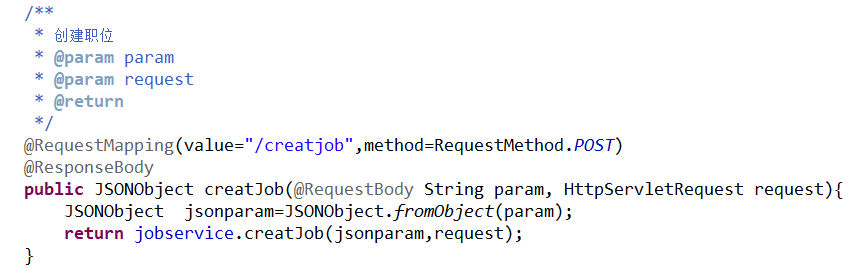 /**
 * 创建职位
 * @param param
 * @param request
 * @return
 */
@RequestMapping(value="/creatjob",method=RequestMethod.POST)
@ResponseBody
public JSONObject creatJob(@RequestBody String param, HttpServletRequest request){
    JSONObject  jsonparam=JSONObject.fromObject(param);
    return jobservice.creatJob(jsonparam,request);
}